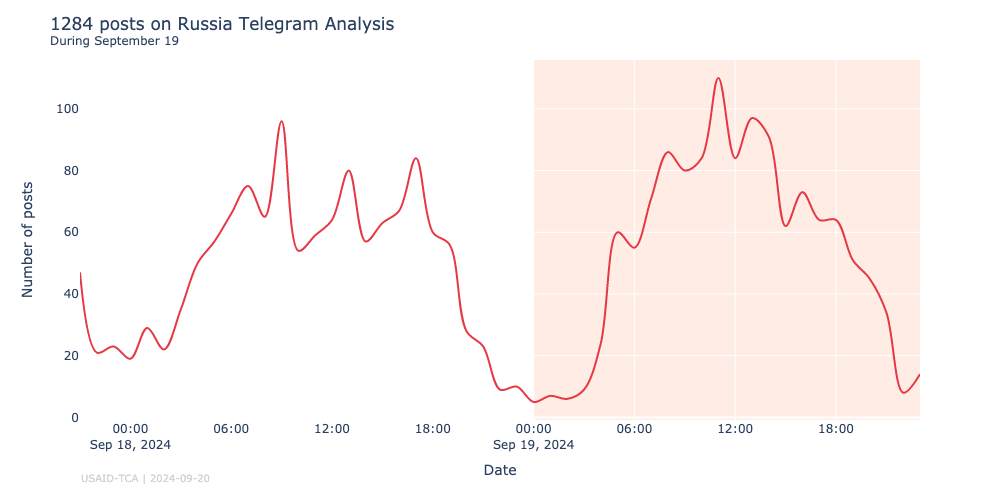 1284 posts on Russia Telegram Analysis
During September 19
Number of posts
100
80
60
40
20
0
00:00 06:00 12:00 18:00 00:00 06:00 12:00 18:00
Sep 18, 2024 Sep 19, 2024
Date
USAID-TCA | 2024-09-20